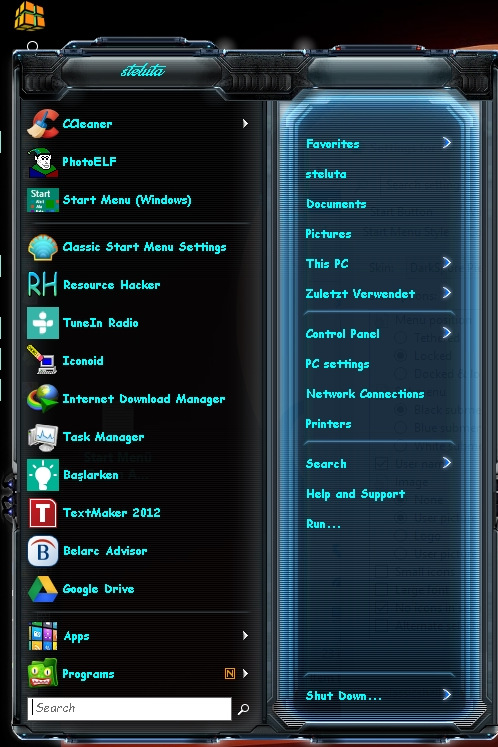 steluta
CCleaner
PhotoELF
Start
Start Menu (Windows)
Classic Start Menu Settings
RH
Resource Hacker
TuneIn Radio
Iconoid
Internet Download Manager
Task Manager
Başlarken
T
TextMaker 2012
B
Belarc Advisor
Google Drive
Apps
Programs
N
Search
Favorites
steluta
Documents
Pictures
This PC
Zuletzt Verwendet
Control Panel
PC settings
Network Connections
Printers
Search
Help and Support
Run...
Shut Down...